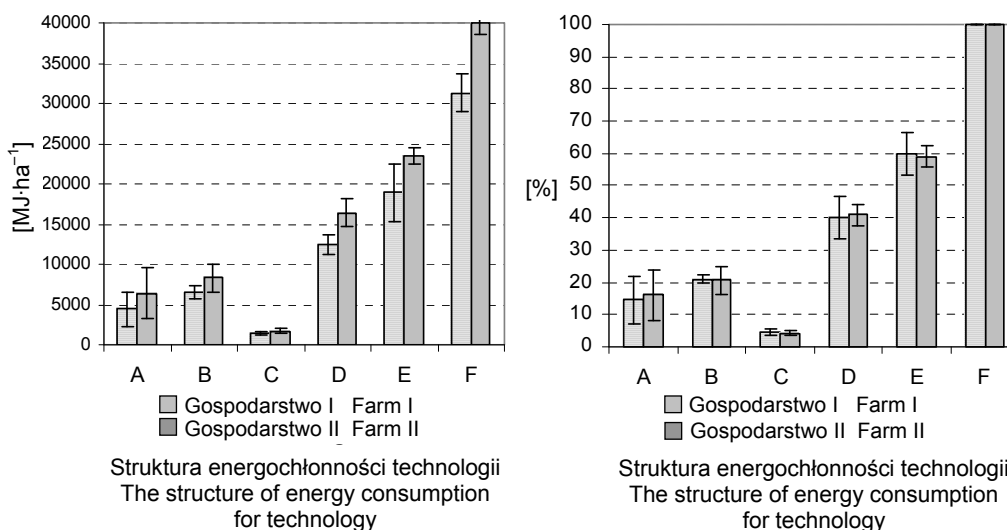 [MJ·ha⁻¹]
40000
35000
30000
25000
20000
15000
10000
5000
0
A B C D E F
Gospodarstwo I Farm I
Gospodarstwo II Farm II
Struktura energochłonności technologii
The structure of energy consumption
for technology
[%]
100
90
80
70
60
50
40
30
20
10
0
A B C D E F
Gospodarstwo I Farm I
Gospodarstwo II Farm II
Struktura energochłonności technologii
The structure of energy consumption
for technology